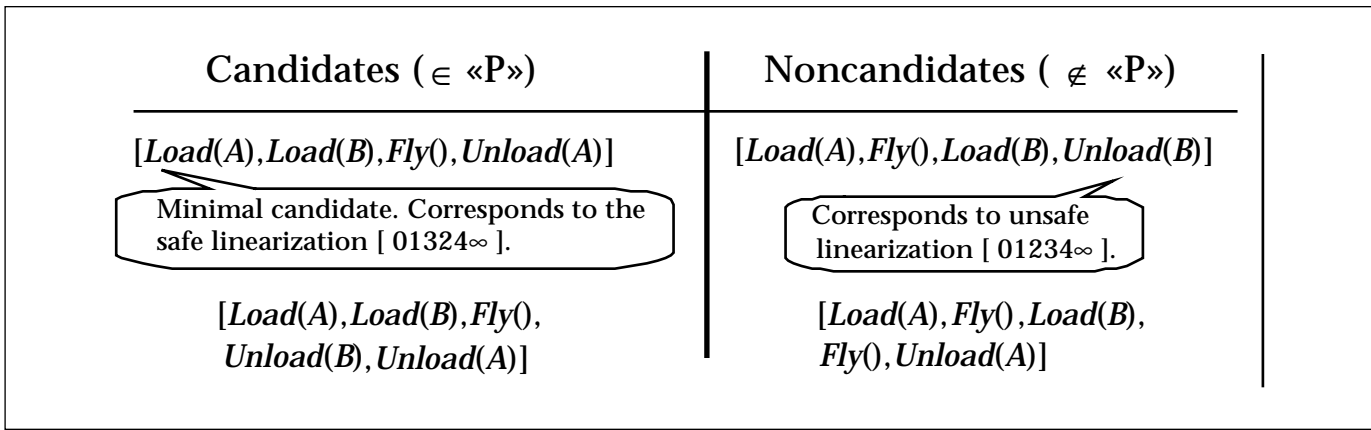 Candidates ( ∈ «P»)
Noncandidates ( ∉ «P»)
[Load(A),Load(B),Fly(),Unload(A)]
[Load(A),Fly(),Load(B),Unload(B)]
Minimal candidate. Corresponds to the
safe linearization [ 01324∞ ].
Corresponds to unsafe
linearization [ 01234∞ ].
[Load(A),Load(B),Fly(),
Unload(B),Unload(A)]
[Load(A),Fly(),Load(B),
Fly(),Unload(A)]